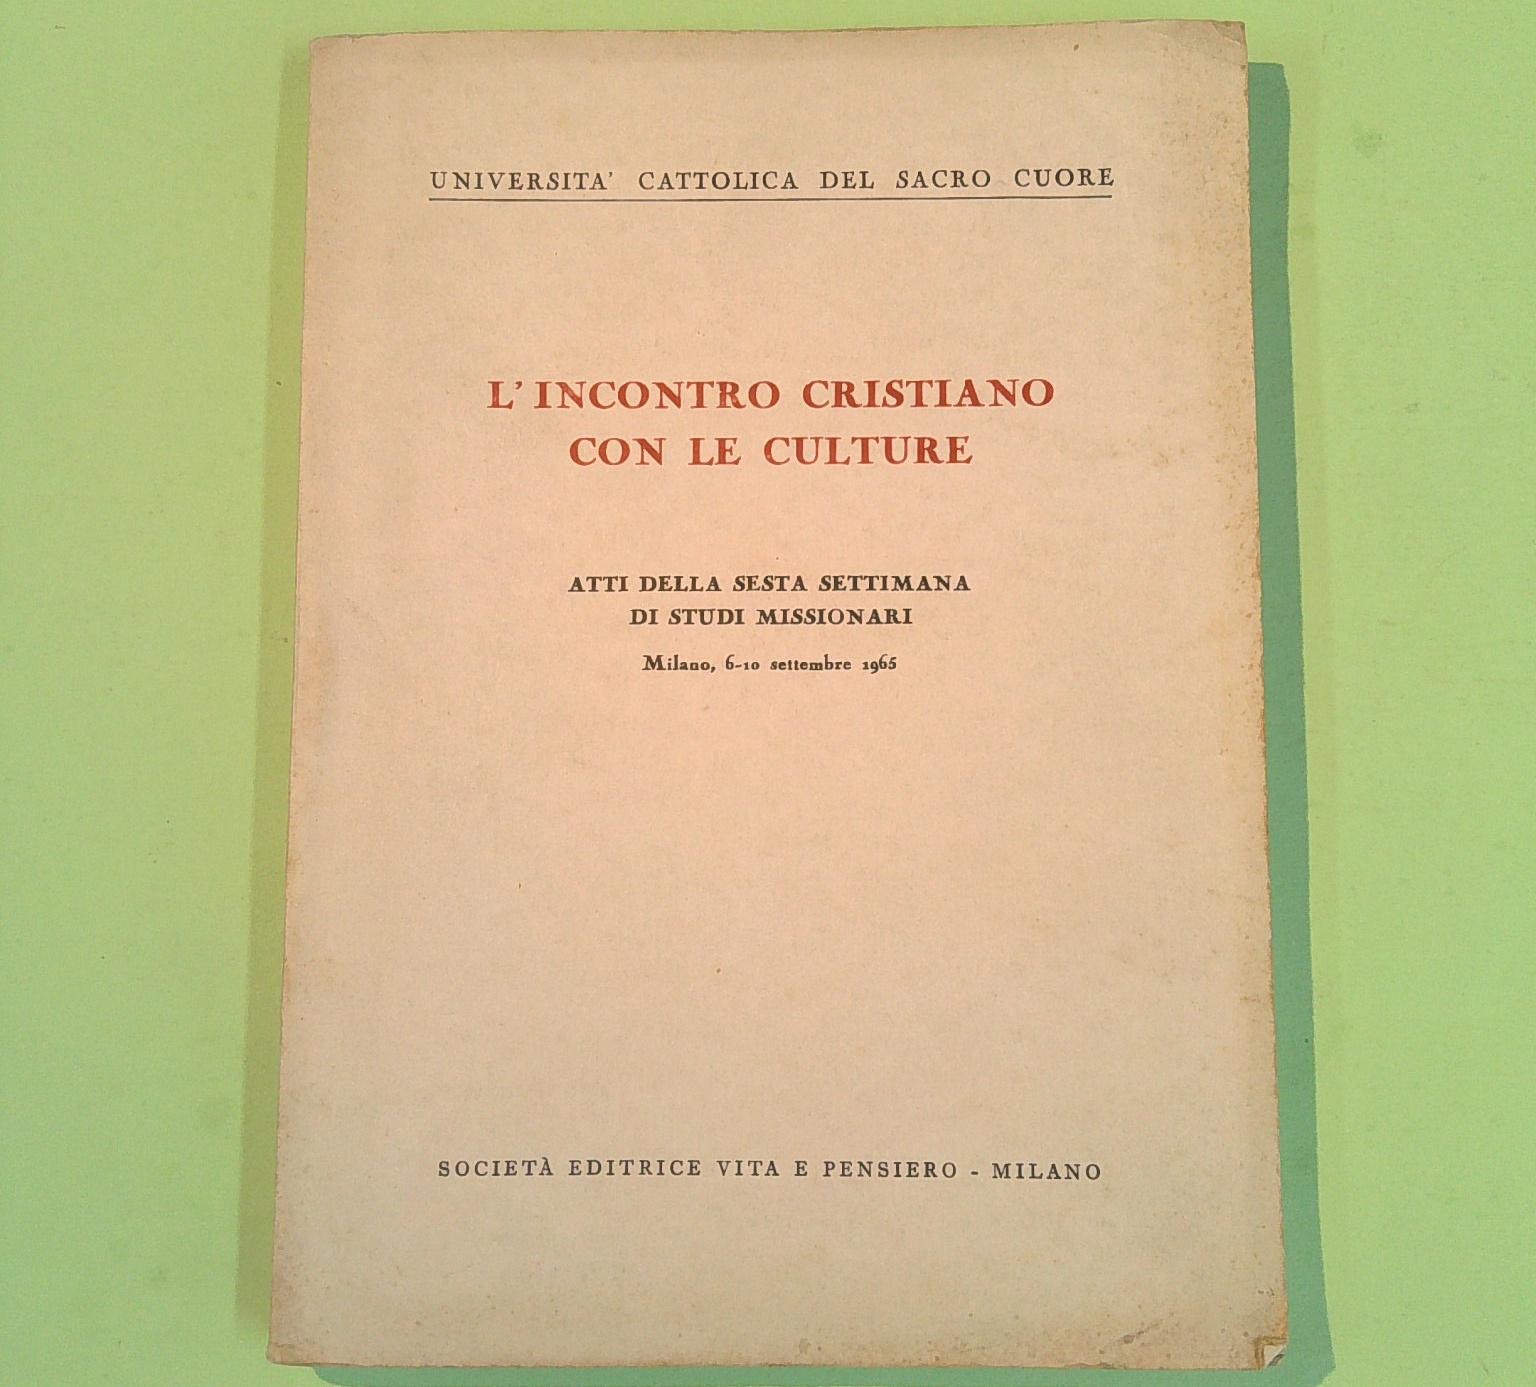 UNIVERSITA' CATTOLICA DEL SACRO CUORE
L'INCONTRO CRISTIANO
CON LE CULTURE
ATTI DELLA SESTA SETTIMANA
DI STUDI MISSIONARI
Milano, 6-10 settembre 1965
SOCIETÀ EDITRICE VITA E PENSIERO - MILANO